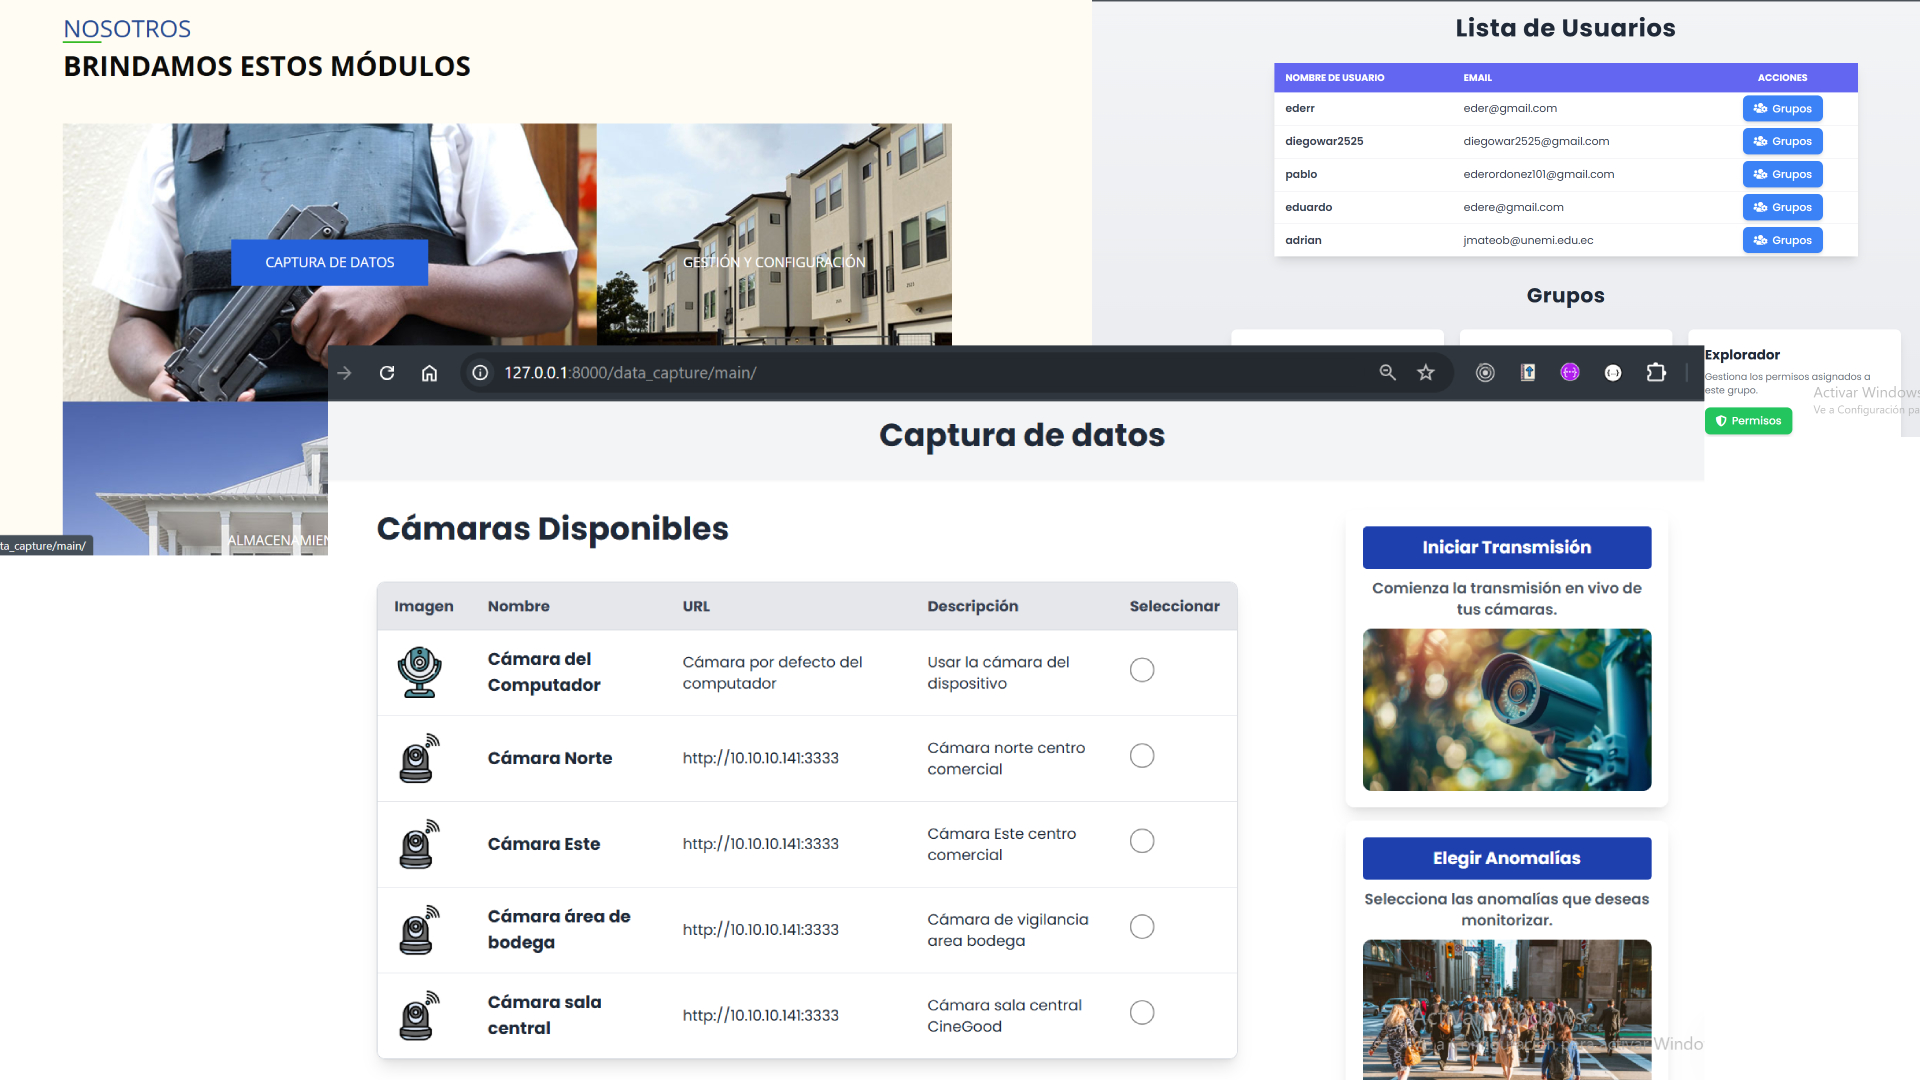 NOSOTROS
BRINDAMOS ESTOS MÓDULOS
CAPTURA DE DATOS
GESTIÓN Y CONFIGURACIÓN
ALMACENAMIEN
ta_capture/main/
Lista de Usuarios
NOMBRE DE USUARIO EMAIL ACCIONES
ederr eder@gmail.com Grupos
diegowar2525 diegowar2525@gmail.com Grupos
pablo ederordonez101@gmail.com Grupos
eduardo edere@gmail.com Grupos
adrian jmateob@unemi.edu.ec Grupos
Grupos
Explorador
Gestiona los permisos asignados a
este grupo.
Permisos
Activar Windows
Ve a Configuración pa
127.0.0.1:8000/data_capture/main/
Captura de datos
Cámaras Disponibles
Imagen Nombre URL Descripción Seleccionar
Cámara del
Computador
Cámara por defecto del
computador
Usar la cámara del
dispositivo
Cámara Norte
http://10.10.10.141:3333
Cámara norte centro
comercial
Cámara Este
http://10.10.10.141:3333
Cámara Este centro
comercial
Cámara área de
bodega
http://10.10.10.141:3333
Cámara de vigilancia
area bodega
Cámara sala
central
http://10.10.10.141:3333
Cámara sala central
CineGood
Iniciar Transmisión
Comienza la transmisión en vivo de
tus cámaras.
Elegir Anomalías
Selecciona las anomalías que deseas
monitorizar.
Activar Windows
Ve a Configuración para activar Windo